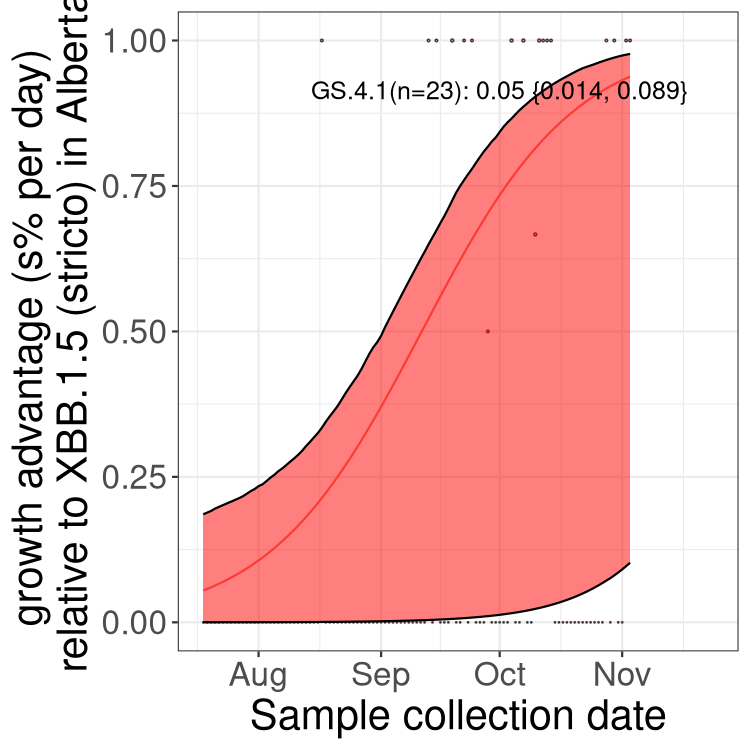 growth advantage (s% per day)
relative to XBB.1.5 (stricto) in Alberta
1.00
0.75
0.50
0.25
0.00
GS.4.1(n=23): 0.05 {0.014, 0.089}
Aug Sep Oct Nov
Sample collection date